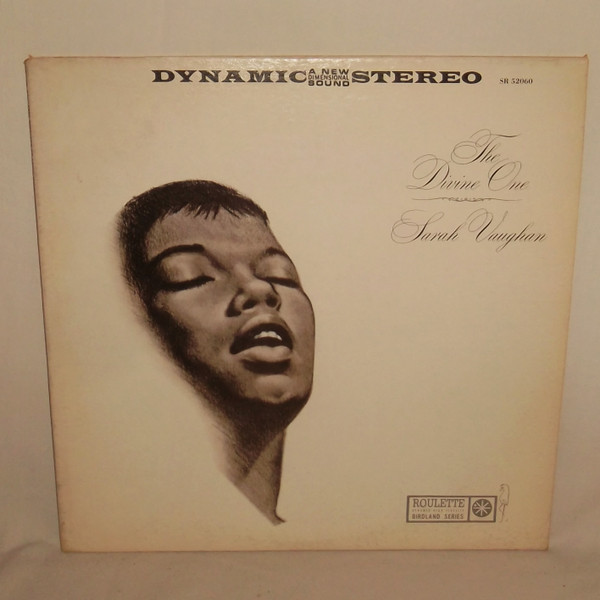 DYNAMIC A NEW DIMENSIONAL SOUND STEREO
SR 52060
The
Divine One
Sarah Vaughan
ROULETTE
BIRDLAND SERIES